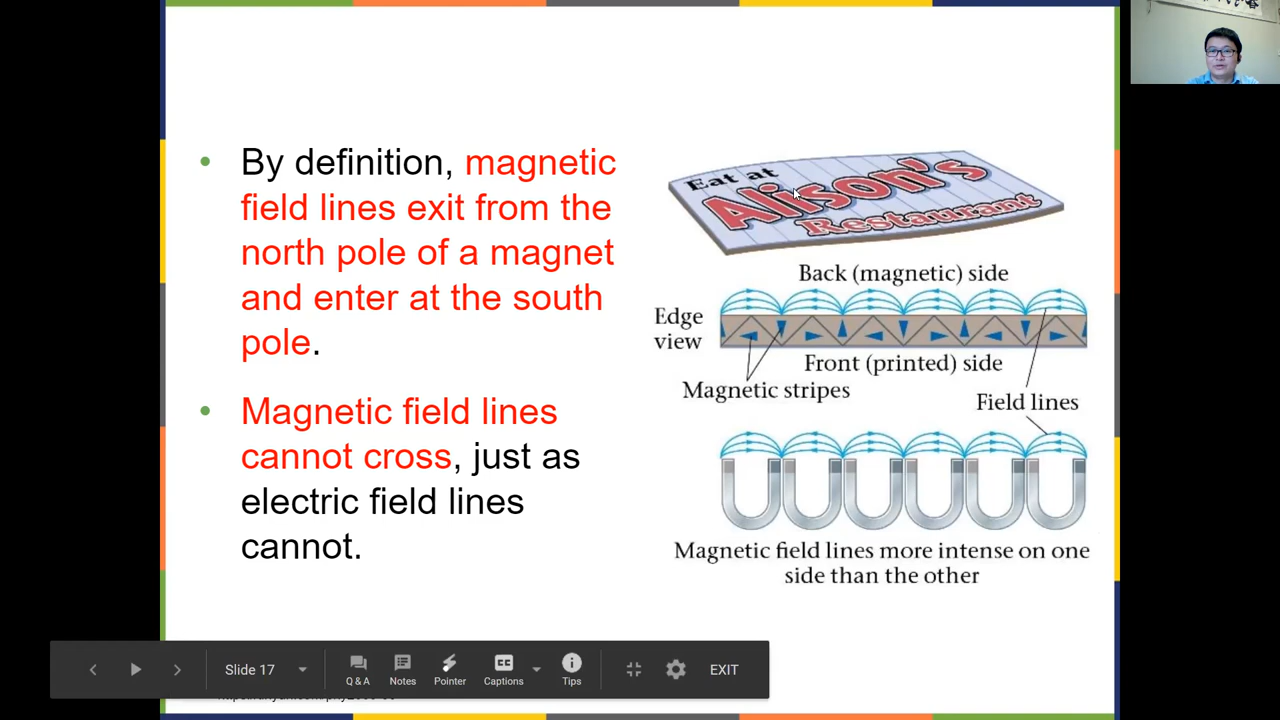 By definition, magnetic
field lines exit from the
north pole of a magnet
and enter at the south
pole.
Magnetic field lines
cannot cross, just as
electric field lines
cannot.
Eat at
Alison's
Restaurant
Back (magnetic) side
Edge
view
Front (printed) side
Magnetic stripes
Field lines
Magnetic field lines more intense on one
side than the other
Slide 17
Q & A
Notes
Pointer
Captions
CC
Tips
EXIT